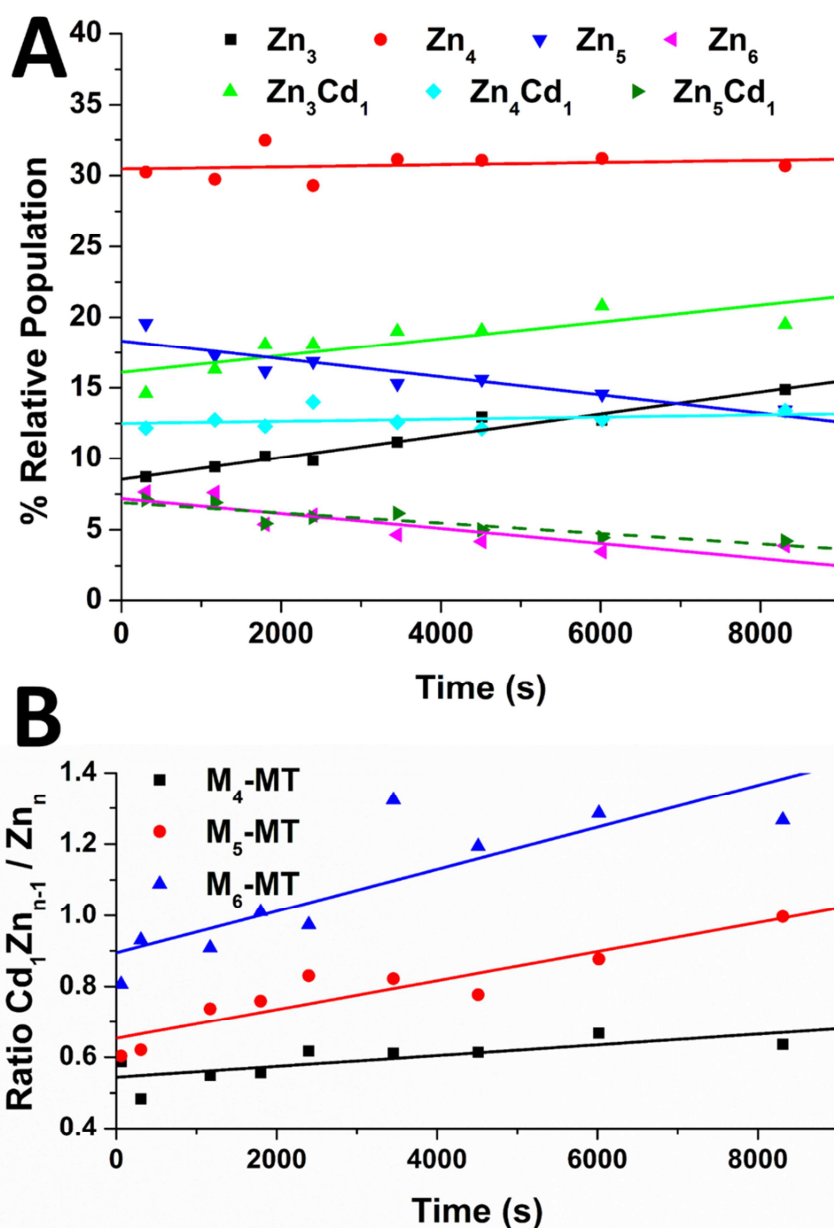 A
Zn₃ Zn₄ Zn₅ Zn₆
Zn₃Cd₁ Zn₄Cd₁ Zn₅Cd₁
40
35
30
25
20
15
10
5
0
% Relative Population
0 2000 4000 6000 8000
Time (s)
B
M₄-MT
M₅-MT
M₆-MT
1.4
1.2
1.0
0.8
0.6
0.4
Ratio Cd₁Znₙ₋₁ / Znₙ
0 2000 4000 6000 8000
Time (s)